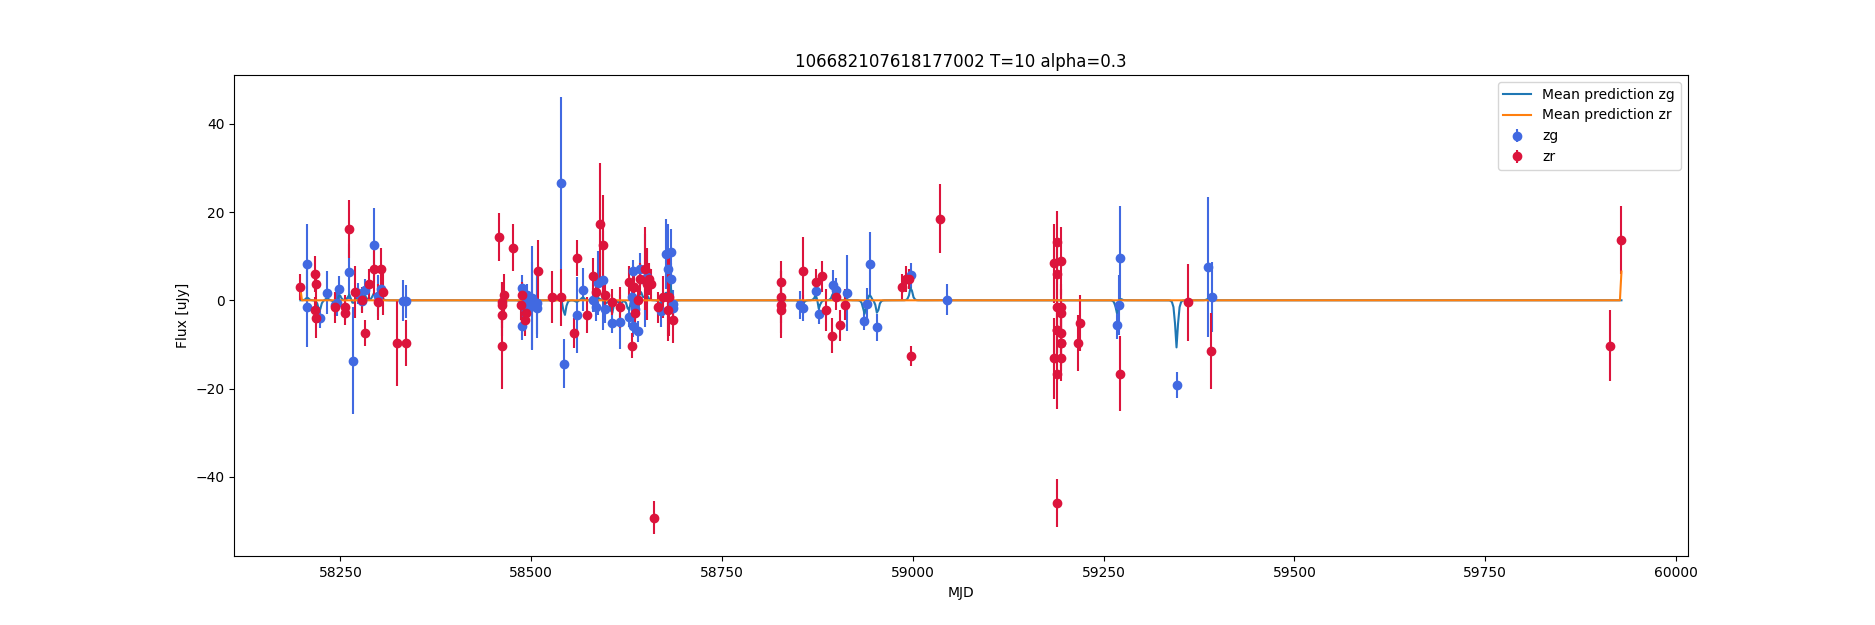 106682107618177002 T=10 alpha=0.3
Mean prediction zg
Mean prediction zr
zg
zr
Flux [uJy]
40
20
0
−20
−40
58250 58500 58750 59000 59250 59500 59750 60000
MJD